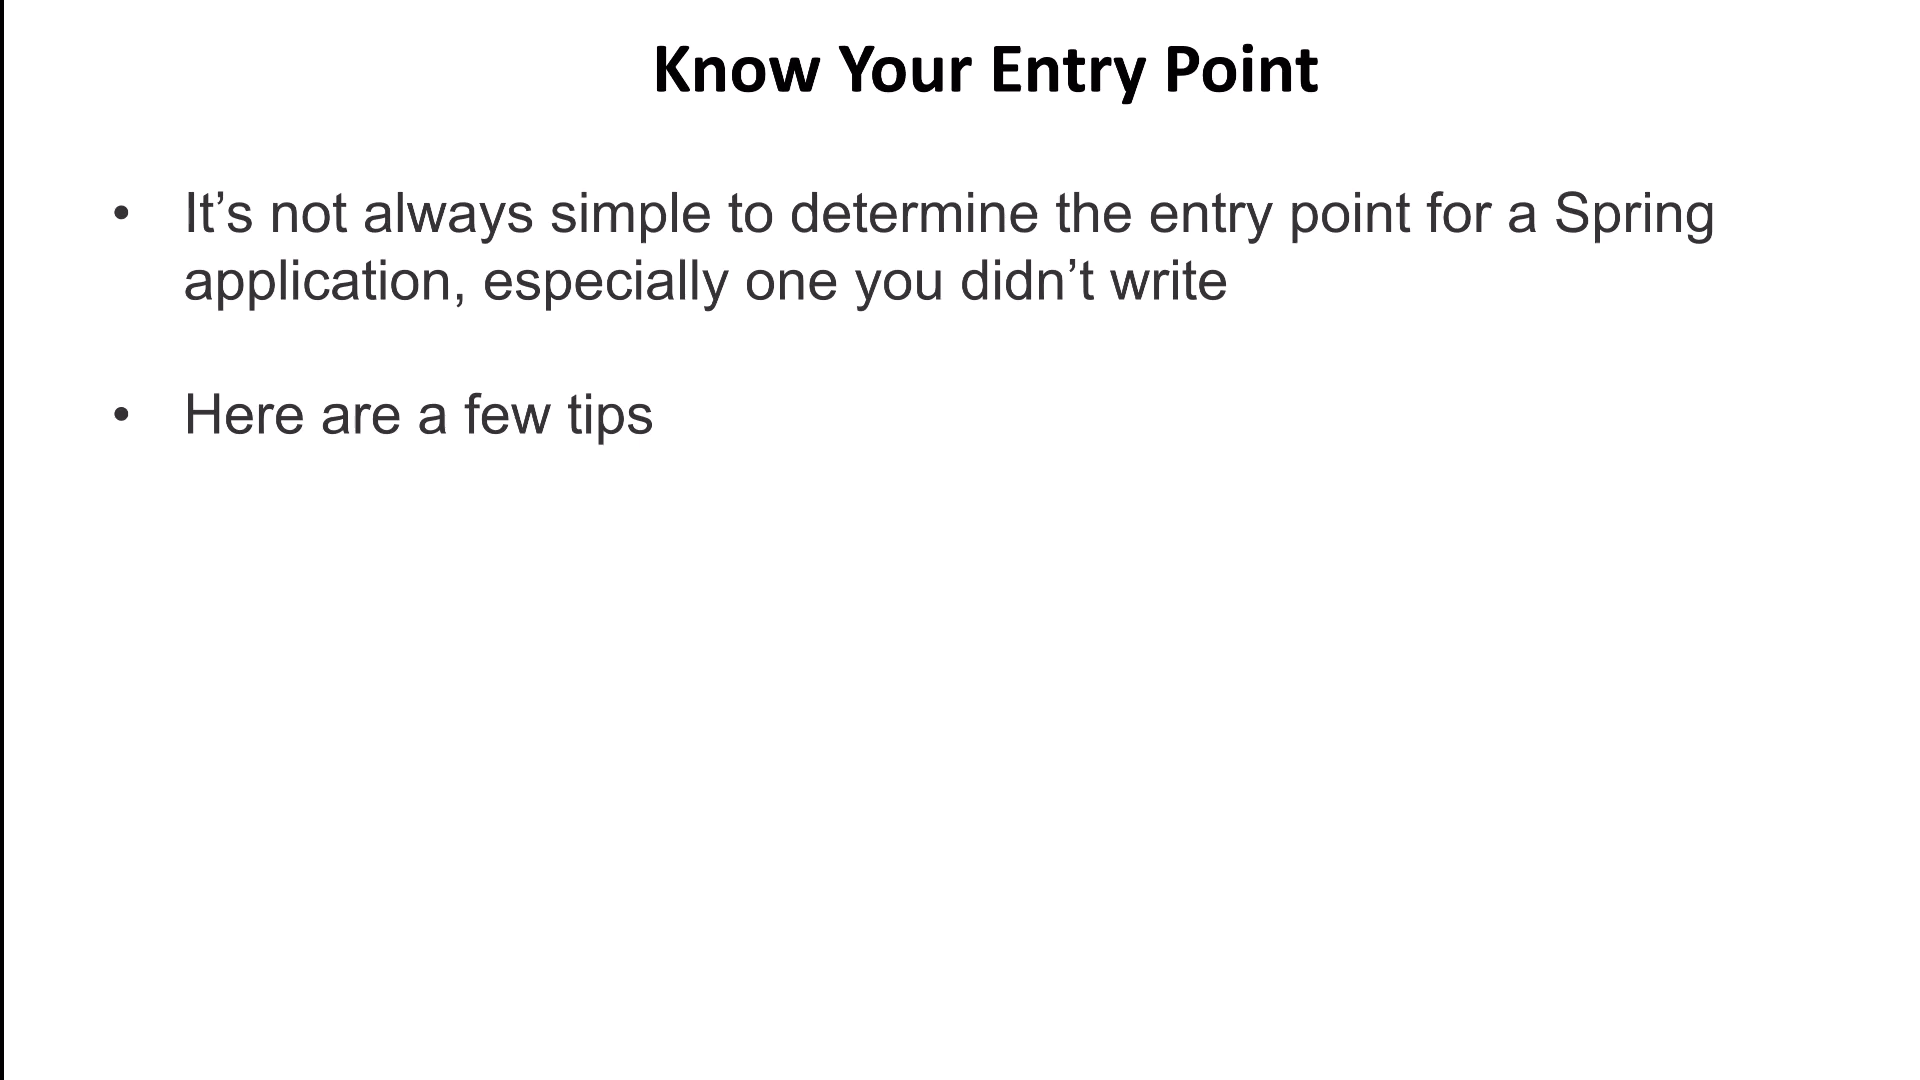 Know Your Entry Point
• It’s not always simple to determine the entry point for a Spring
application, especially one you didn’t write
• Here are a few tips